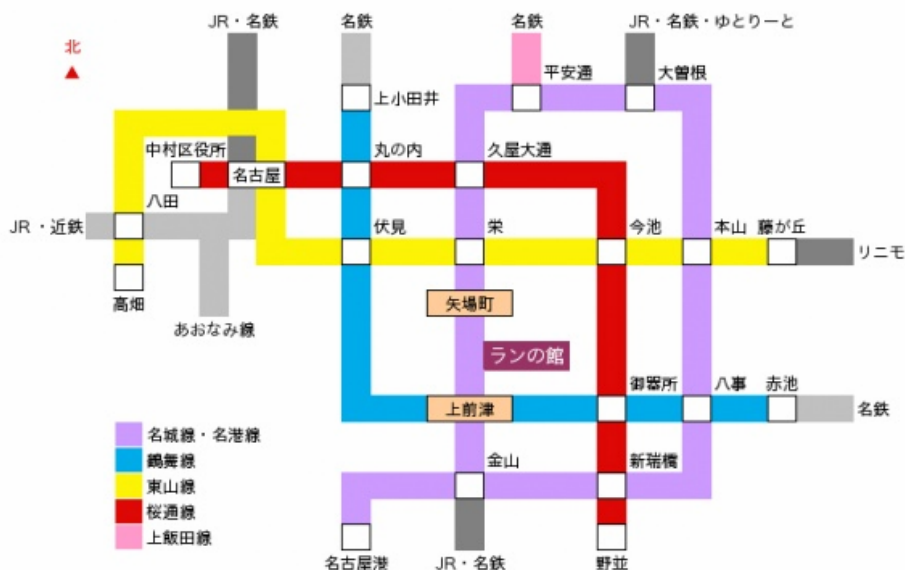 JR・名鉄
名鉄
名鉄
JR・名鉄・ゆとりーと
北
平安通
大曽根
上小田井
中村区役所
丸の内
久屋大通
名古屋
八田
JR・近鉄
伏見
栄
今池
本山
藤が丘
リニモ
高畑
矢場町
あおなみ線
ランの館
御器所
八事
赤池
上前津
名鉄
名城線・名港線
鶴舞線
金山
新瑞橋
東山線
桜通線
上飯田線
名古屋港
JR・名鉄
野並